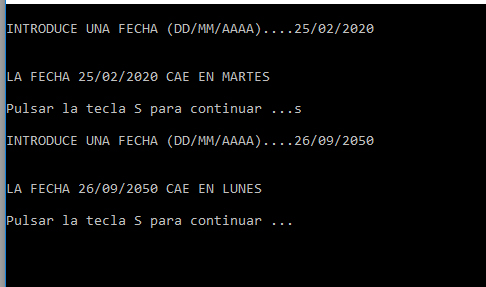 INTRODUCE UNA FECHA (DD/MM/AAAA)....25/02/2020
LA FECHA 25/02/2020 CAE EN MARTES
Pulsar la tecla S para continuar ...s
INTRODUCE UNA FECHA (DD/MM/AAAA)....26/09/2050
LA FECHA 26/09/2050 CAE EN LUNES
Pulsar la tecla S para continuar ...